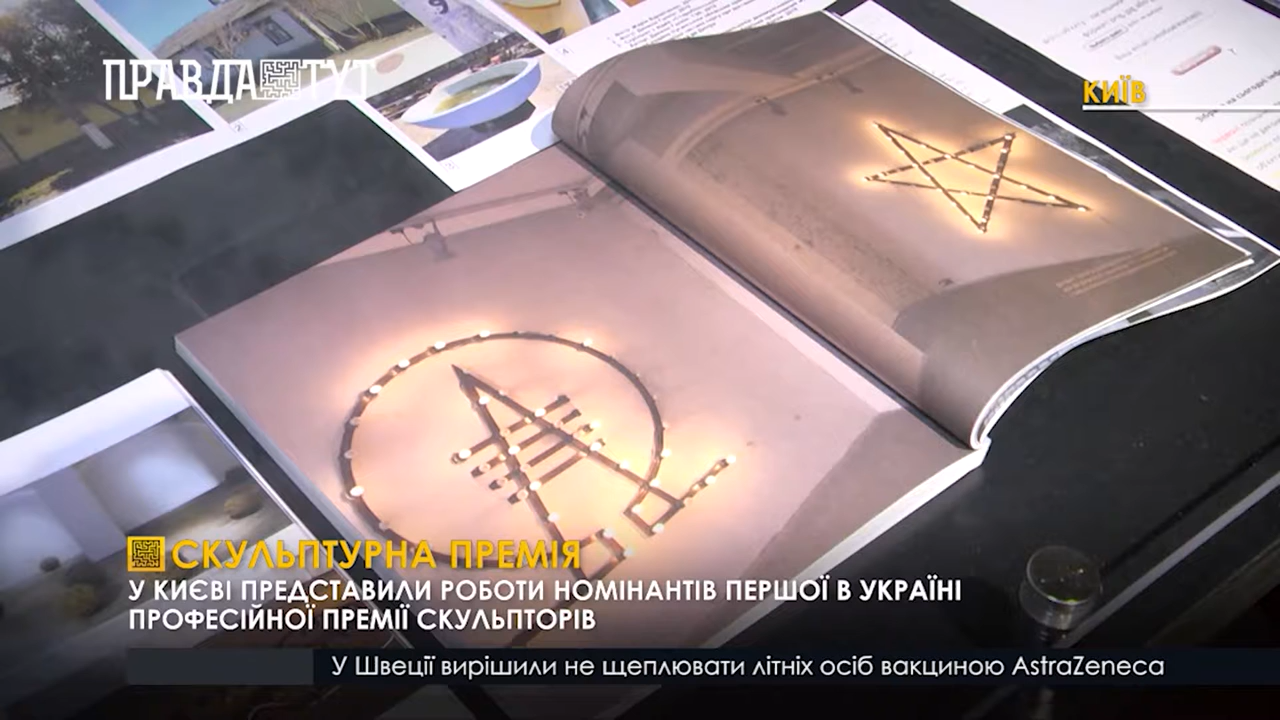 ПРАВДА ТУТ
КИЇВ
СКУЛЬПТУРНА ПРЕМІЯ
У КИЄВІ ПРЕДСТАВИЛИ РОБОТИ НОМІНАНТІВ ПЕРШОЇ В УКРАЇНІ
ПРОФЕСІЙНОЇ ПРЕМІЇ СКУЛЬПТОРІВ
У Швеції вирішили не щеплювати літніх осіб вакциною AstraZeneca